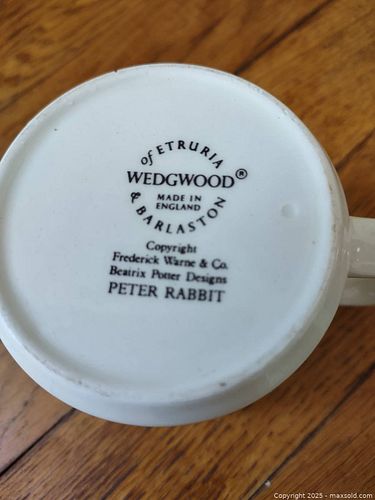 of ETRURIA
WEDGWOOD®
MADE IN
ENGLAND
& BARLASTON
Copyright
Frederick Warne & Co.
Beatrix Potter Designs
PETER RABBIT
Copyright 2025 - maxsold.com